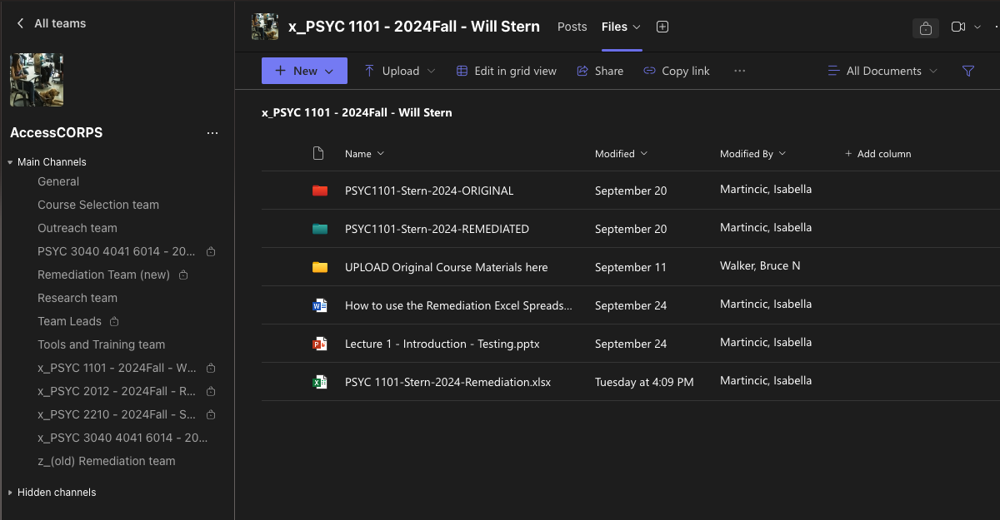 All teams
AccessCORPS
Main Channels
General
Course Selection team
Outreach team
PSYC 3040 4041 6014 - 20...
Remediation Team (new)
Research team
Team Leads
Tools and Training team
x_PSYC 1101 - 2024Fall - W...
x_PSYC 2012 - 2024Fall - R...
x_PSYC 2210 - 2024Fall - S...
x_PSYC 3040 4041 6014 - 20...
z_(old) Remediation team
Hidden channels
x_PSYC 1101 - 2024Fall - Will Stern Posts Files
New Upload Edit in grid view Share Copy link ... All Documents
x_PSYC 1101 - 2024Fall - Will Stern
Name Modified Modified By + Add column
PSYC1101-Stern-2024-ORIGINAL September 20 Martincic, Isabella
PSYC1101-Stern-2024-REMEDIATED September 20 Martincic, Isabella
UPLOAD Original Course Materials here September 11 Walker, Bruce N
How to use the Remediation Excel Spreads... September 24 Martincic, Isabella
Lecture 1 - Introduction - Testing.pptx September 24 Martincic, Isabella
PSYC 1101-Stern-2024-Remediation.xlsx Tuesday at 4:09 PM Martincic, Isabella